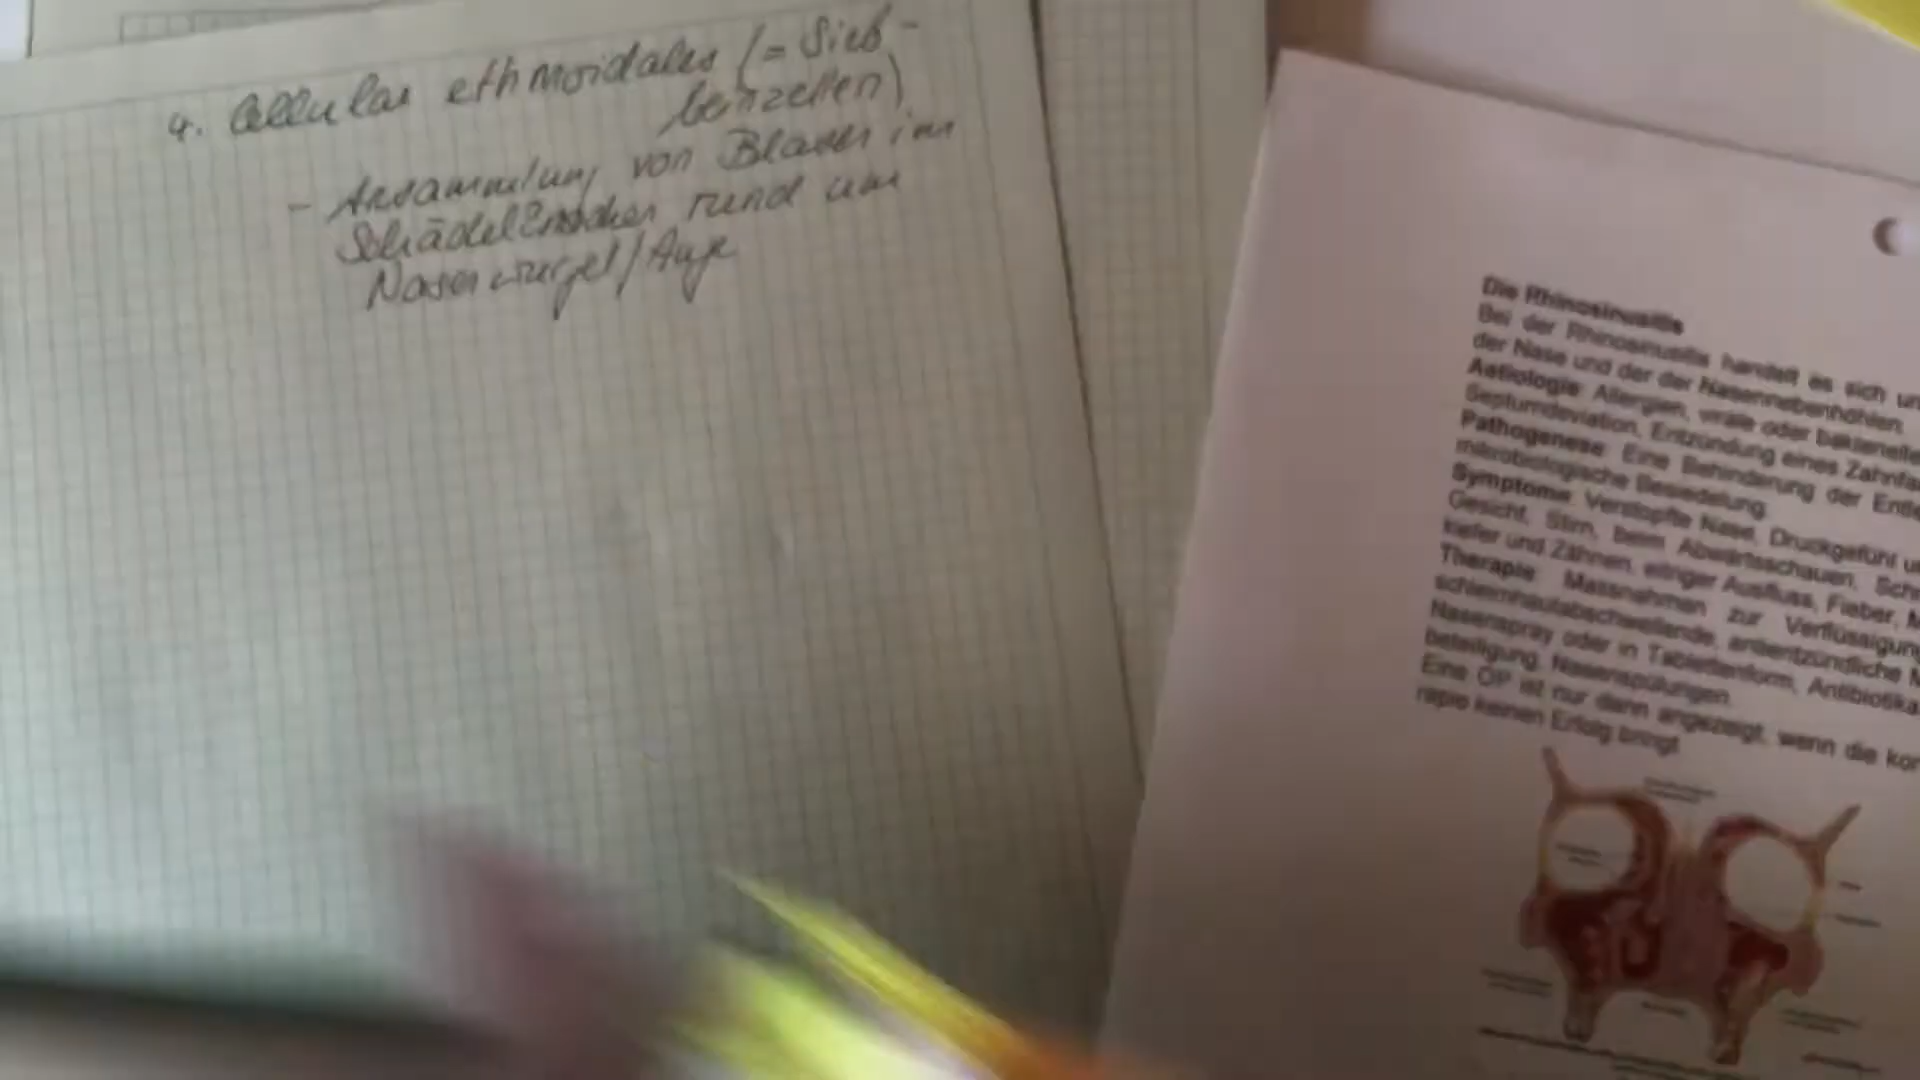 4. Cellulae ethmoidales (= Sieb-
beinzellen)
- Ansammlung von Blasen im
Schädelknochen rund um
Nasenwurzel/Auge
Die Rhinosinusitis
Bei der Rhinosinusitis handelt es sich
der Nase und der der Nasennebenhöhlen.
Aetiologie: Allergien, virale oder bakterielle
Septumdeviation, Entzündung eines
Pathogenese: Eine Behinderung der
mikrobiologische Besiedelung.
Symptome: Verstopfte Nase, Druckgefühl
Gesicht, Stirn, beim Abwärtsschauen,
kiefer und Zähnen, eitriger Ausfluss, Fieber,
Therapie: Massnahmen zur Verflüssigung
schleimhautabschwellende, antientzündliche
Nasenspray oder in Tablettenform, Antibiotika
beteiligung, Nasenspülungen.
Eine OP ist nur dann angezeigt, wenn die
rapie keinen Erfolg bringt.